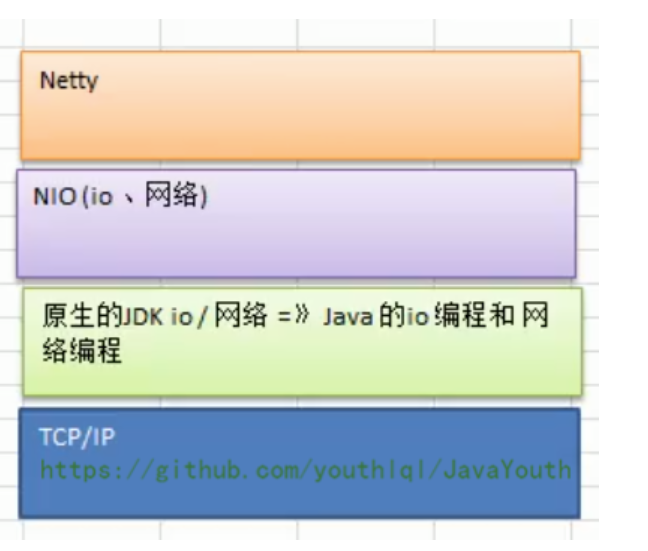 Netty
NIO (io 、网络)
原生的JDK io / 网络 =》 Java 的io 编程和 网
络编程
TCP/IP
https://github.com/youthlql/JavaYouth